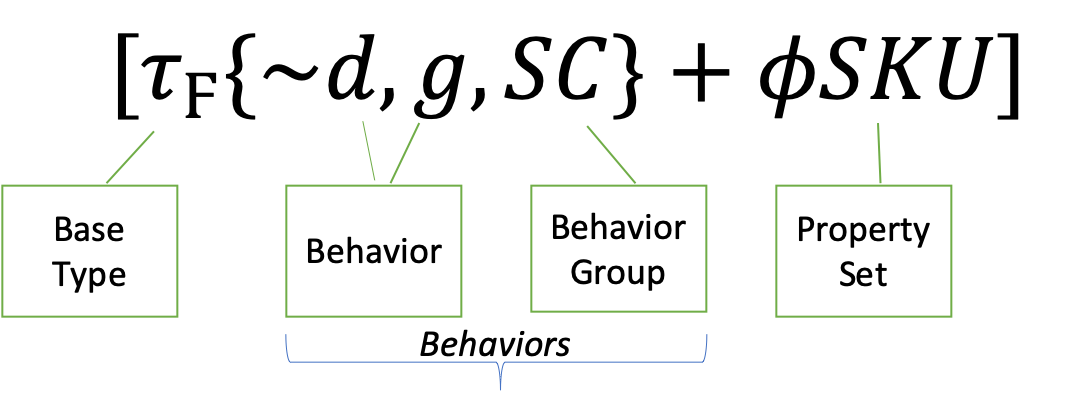 [τF{~d, g, SC} + ϕSKU]
Base
Type
Behavior
Behavior
Group
Property
Set
Behaviors